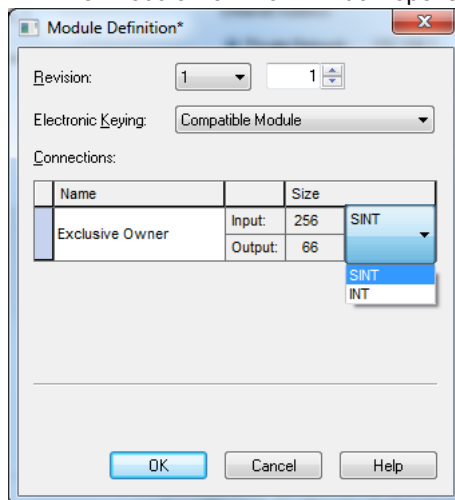 Module Definition*
Revision: 1 1
Electronic Keying: Compatible Module
Connections:
Name Size
Exclusive Owner Input: 256 SINT
Output: 66
SINT
INT
OK Cancel Help